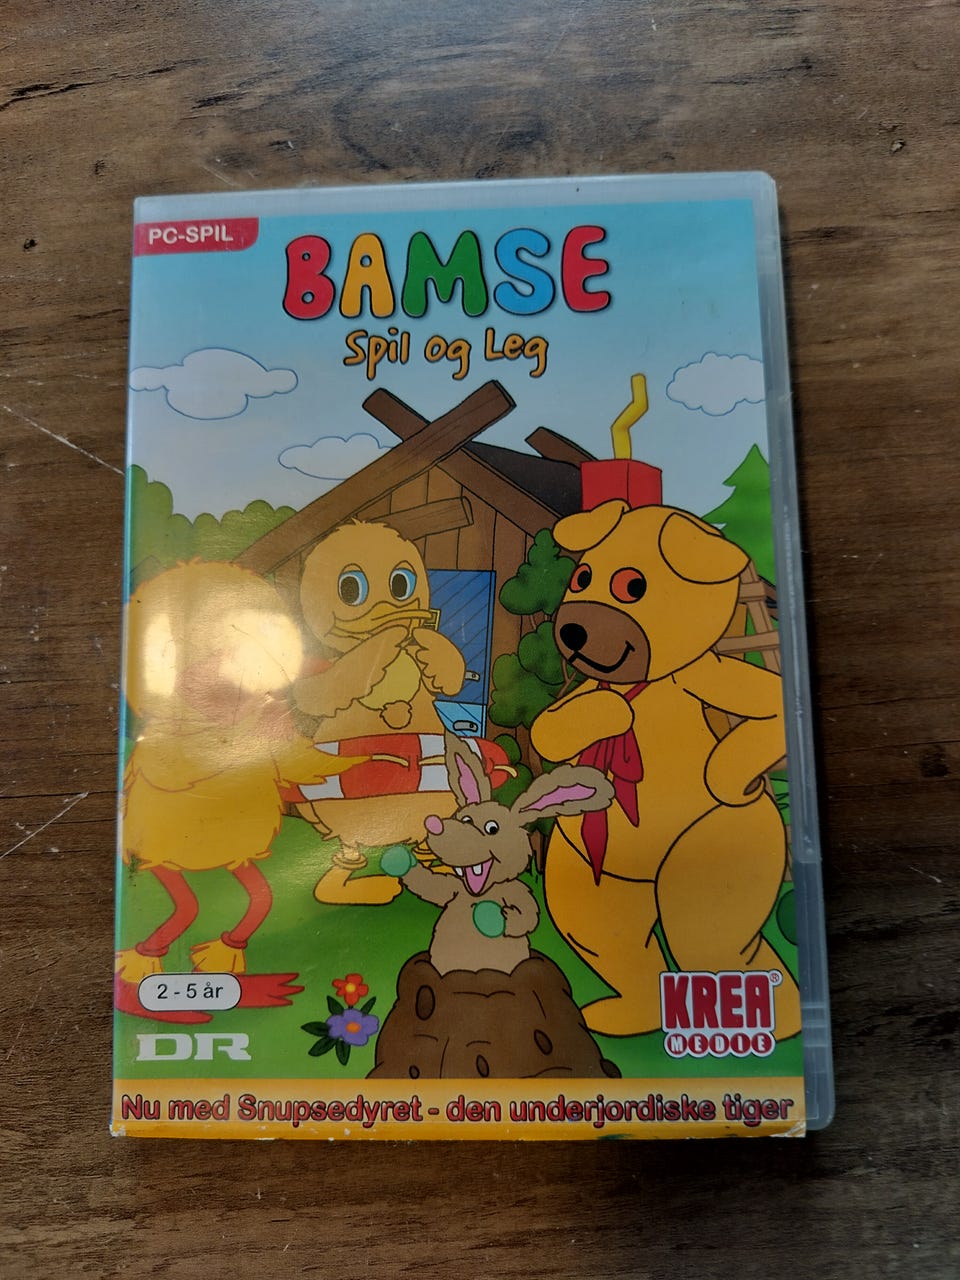 PC-SPIL
BAMSE
Spil og Leg
2 - 5 år
DR
KREA®
MEDIE
Nu med Snupsedyret - den underjordiske tiger